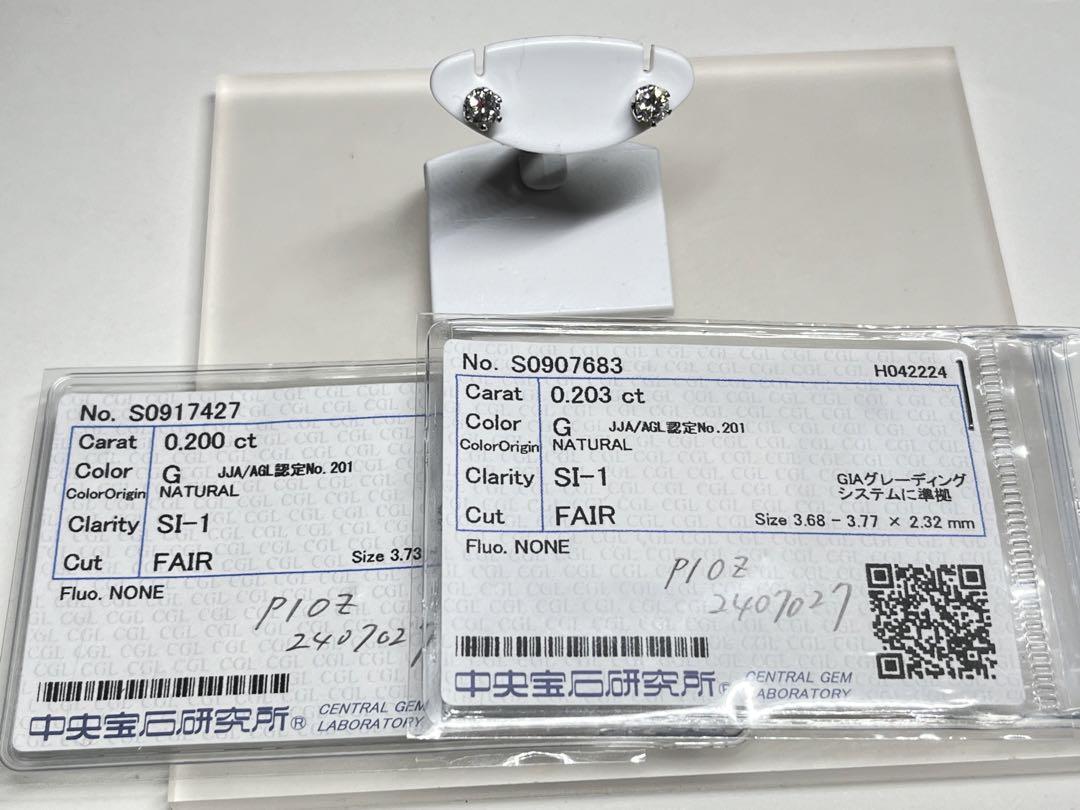 No. S0917427
Carat 0.200 ct
Color G JJA/AGL認定No.201
ColorOrigin NATURAL
Clarity SI-1
Cut FAIR Size 3.73
Fluo. NONE
P10Z
2407027
中央宝石研究所® CENTRAL GEM
LABORATORY
No. S0907683 H042224
Carat 0.203 ct
Color G JJA/AGL認定No.201
ColorOrigin NATURAL
Clarity SI-1 GIAグレーディング
システムに準拠
Cut FAIR Size 3.68 - 3.77 × 2.32 mm
Fluo. NONE
P10Z
2407027
中央宝石研究所® CENTRAL GEM
LABORATORY